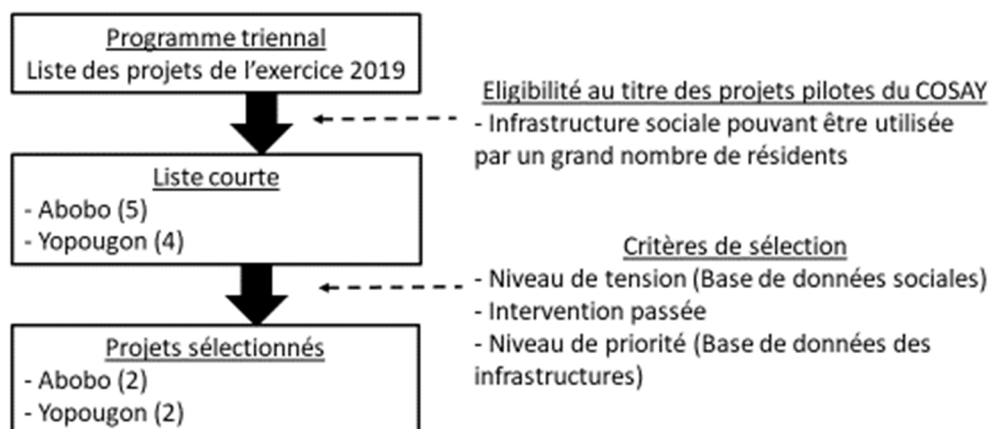 Programme triennal
Liste des projets de l'exercice 2019
Eligibilité au titre des projets pilotes du COSAY
- Infrastructure sociale pouvant être utilisée
par un grand nombre de résidents
Liste courte
- Abobo (5)
- Yopougon (4)
Critères de sélection
- Niveau de tension (Base de données sociales)
- Intervention passée
- Niveau de priorité (Base de données des
infrastructures)
Projets sélectionnés
- Abobo (2)
- Yopougon (2)